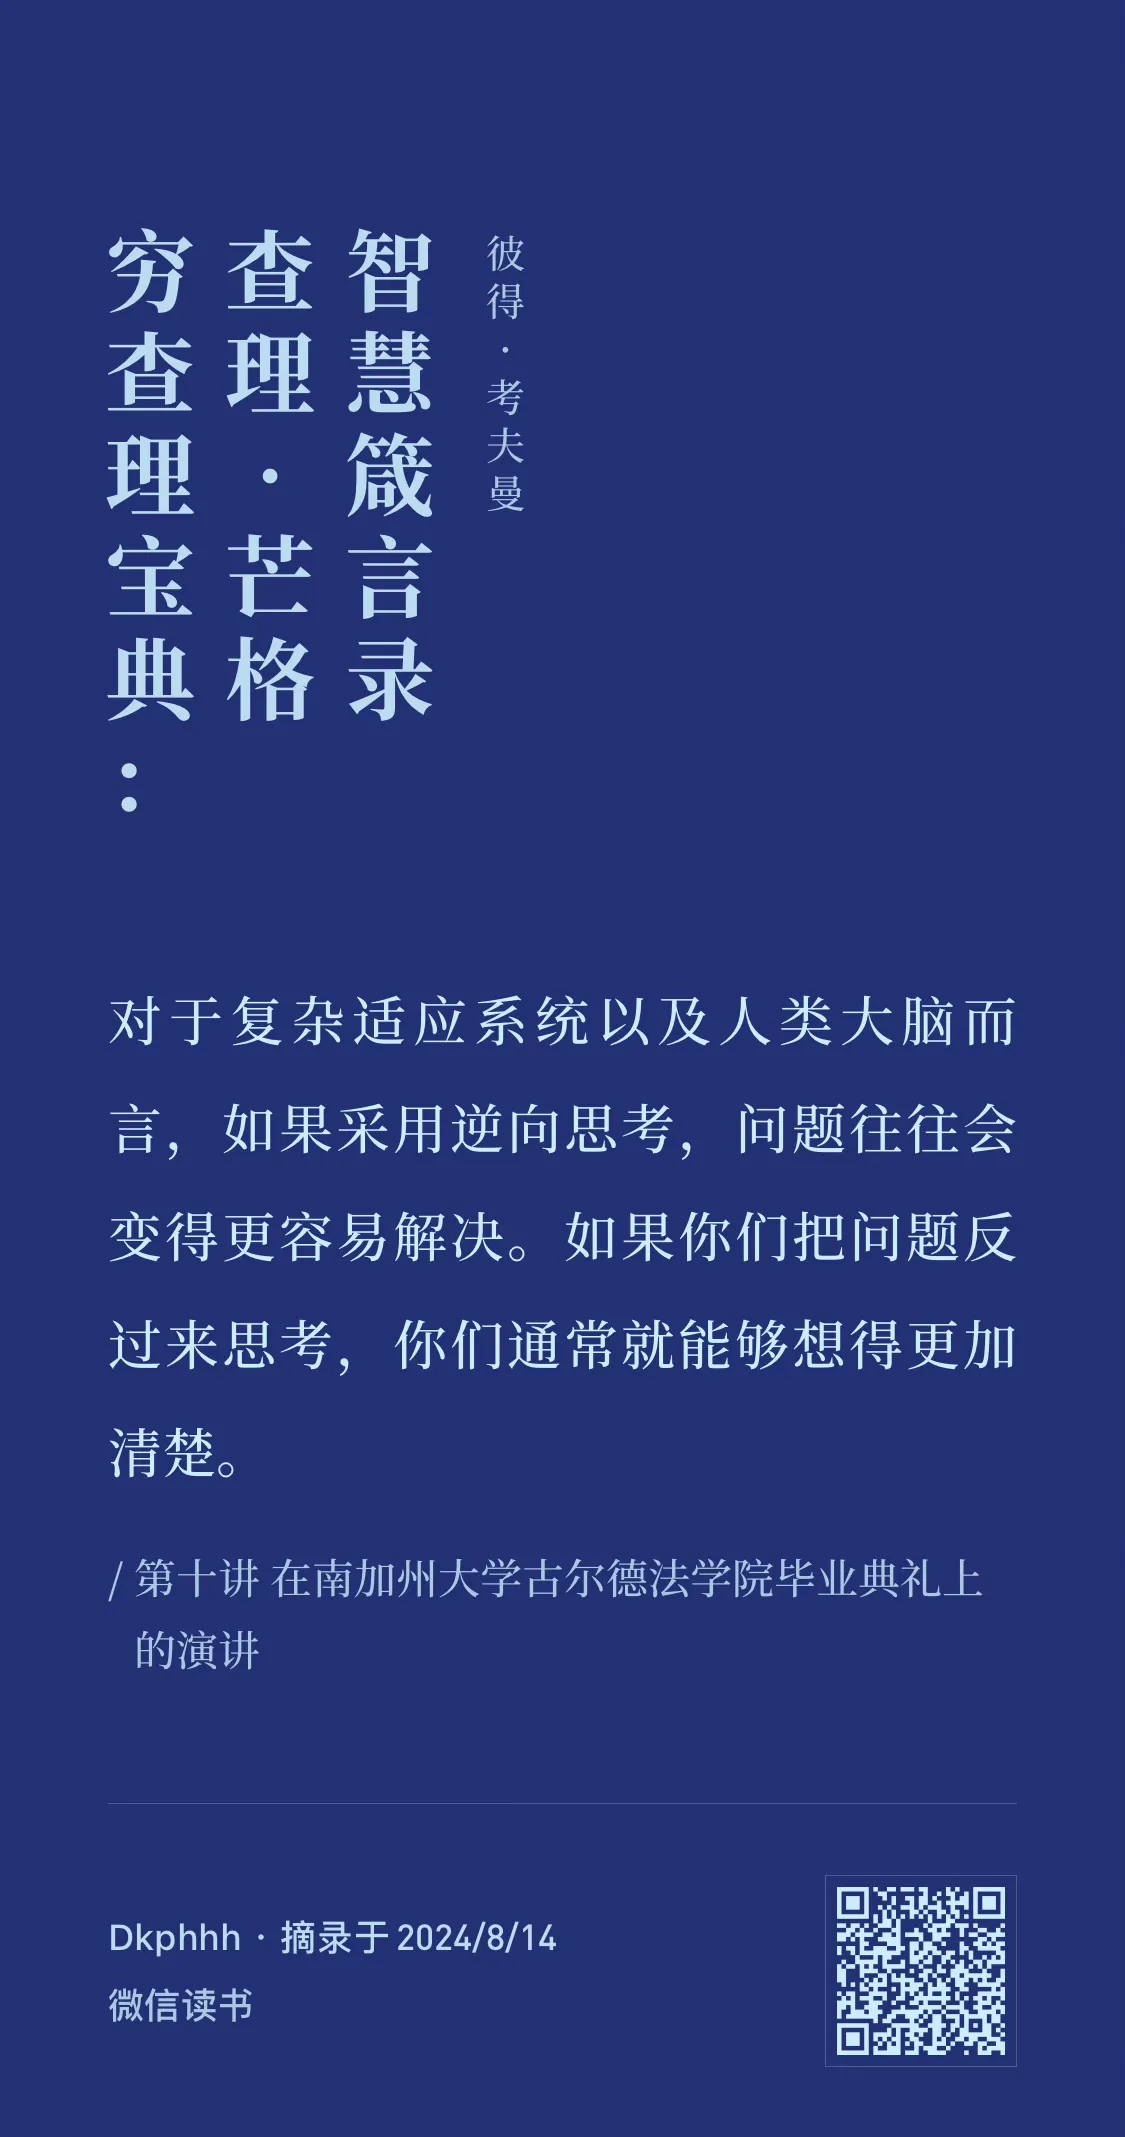 穷查理宝典：
查理·芒格
智慧箴言录
彼得·考夫曼
对于复杂适应系统以及人类大脑而
言，如果采用逆向思考，问题往往会
变得更容易解决。如果你们把问题反
过来思考，你们通常就能够想得更加
清楚。
/ 第十讲 在南加州大学古尔德法学院毕业典礼上
的演讲
Dkphhh · 摘录于 2024/8/14
微信读书